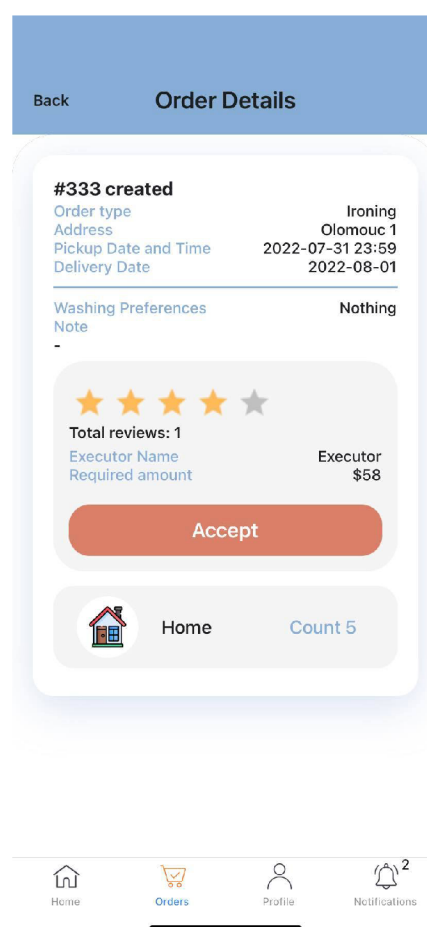 Back Order Details
#333 created
Order type Ironing
Address Olomouc 1
Pickup Date and Time 2022-07-31 23:59
Delivery Date 2022-08-01
Washing Preferences Nothing
Note
-
Total reviews: 1
Executor Name Executor
Required amount $58
Accept
Home Count 5
2
Home Orders Profile Notifications